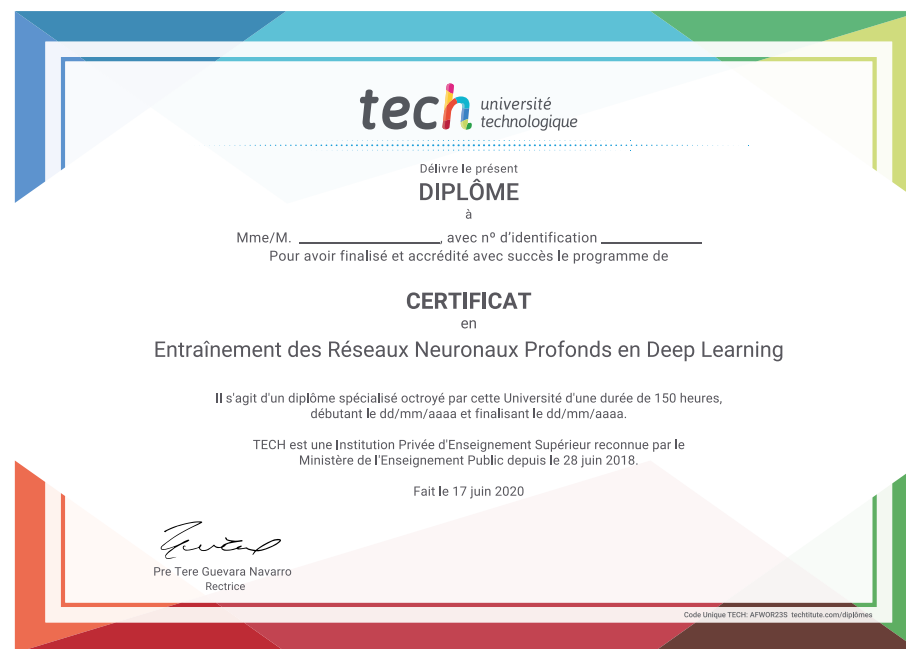 tech université
technologique
Délivre le présent
DIPLÔME
à
Mme/M. ____________________, avec nº d'identification ______________
Pour avoir finalisé et accrédité avec succès le programme de
CERTIFICAT
en
Entraînement des Réseaux Neuronaux Profonds en Deep Learning
Il s'agit d'un diplôme spécialisé octroyé par cette Université d'une durée de 150 heures,
débutant le dd/mm/aaaa et finalisant le dd/mm/aaaa.
TECH est une Institution Privée d'Enseignement Supérieur reconnue par le
Ministère de l'Enseignement Public depuis le 28 juin 2018.
Fait le 17 juin 2020
Pre Tere Guevara Navarro
Rectrice
Code Unique TECH: AFWOR23S techtitute.com/diplômes